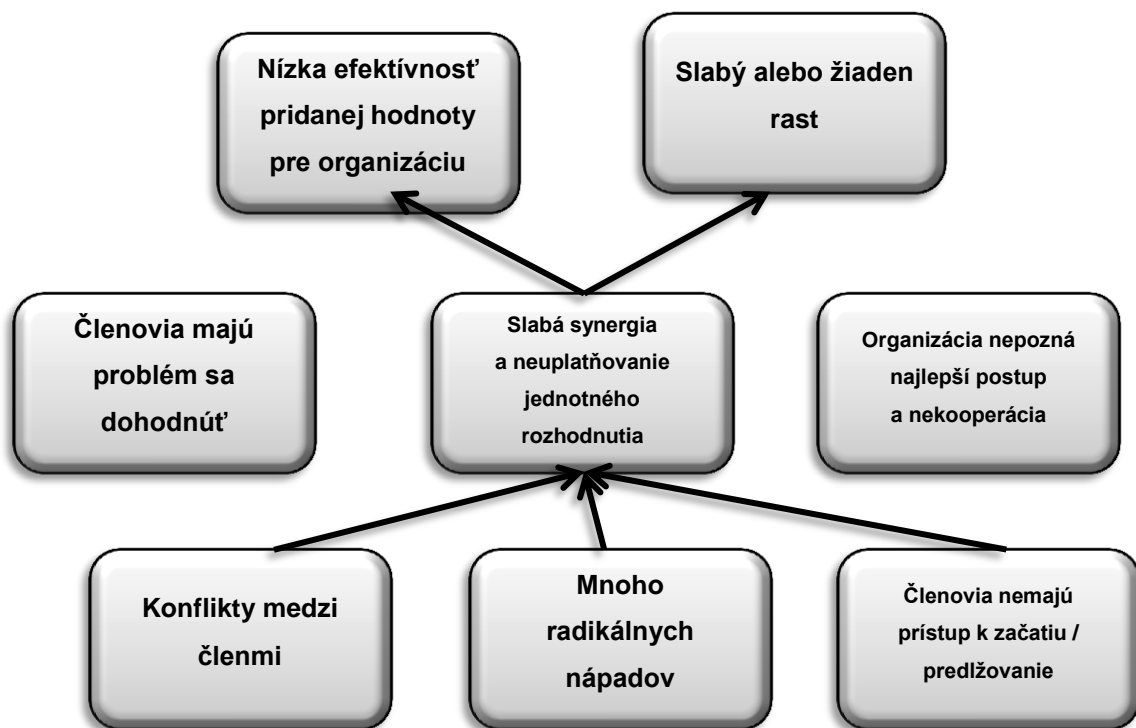 Nízka efektívnosť
pridanej hodnoty
pre organizáciu
Slabý alebo žiaden
rast
Členovia majú
problém sa
dohodnúť
Slabá synergia
a neuplatňovanie
jednotného
rozhodnutia
Organizácia nepozná
najlepší postup
a nekooperácia
Konflikty medzi
členmi
Mnoho
radikálnych
nápadov
Členovia nemajú
prístup k začatiu /
predlžovanie